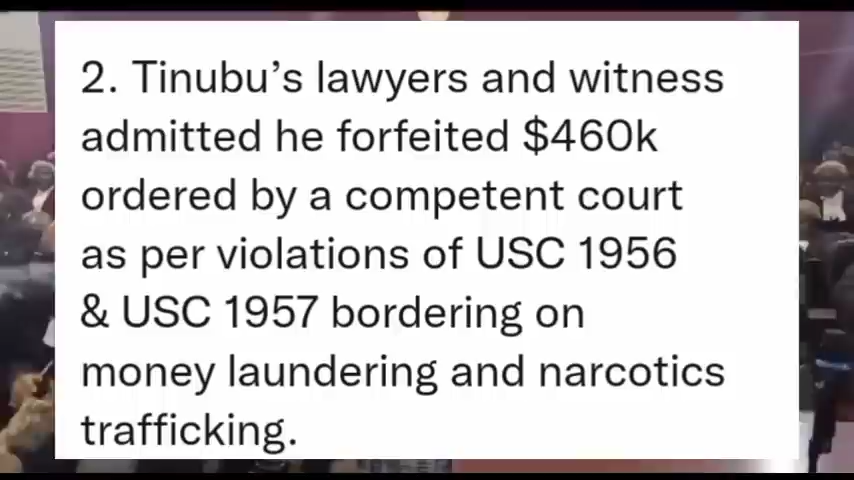 2. Tinubu’s lawyers and witness
admitted he forfeited $460k
ordered by a competent court
as per violations of USC 1956
& USC 1957 bordering on
money laundering and narcotics
trafficking.